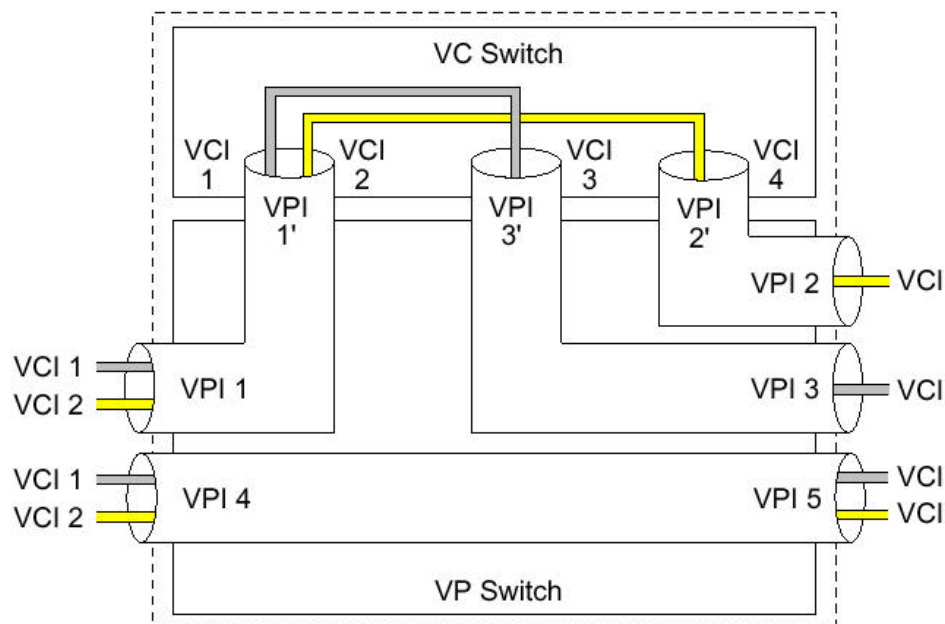 VC Switch
VCI 1
VCI 2
VCI 3
VCI 4
VPI 1'
VPI 3'
VPI 2'
VPI 2
VCI
VCI 1
VCI 2
VPI 1
VPI 3
VCI
VCI 1
VCI 2
VPI 4
VPI 5
VCI
VCI
VP Switch